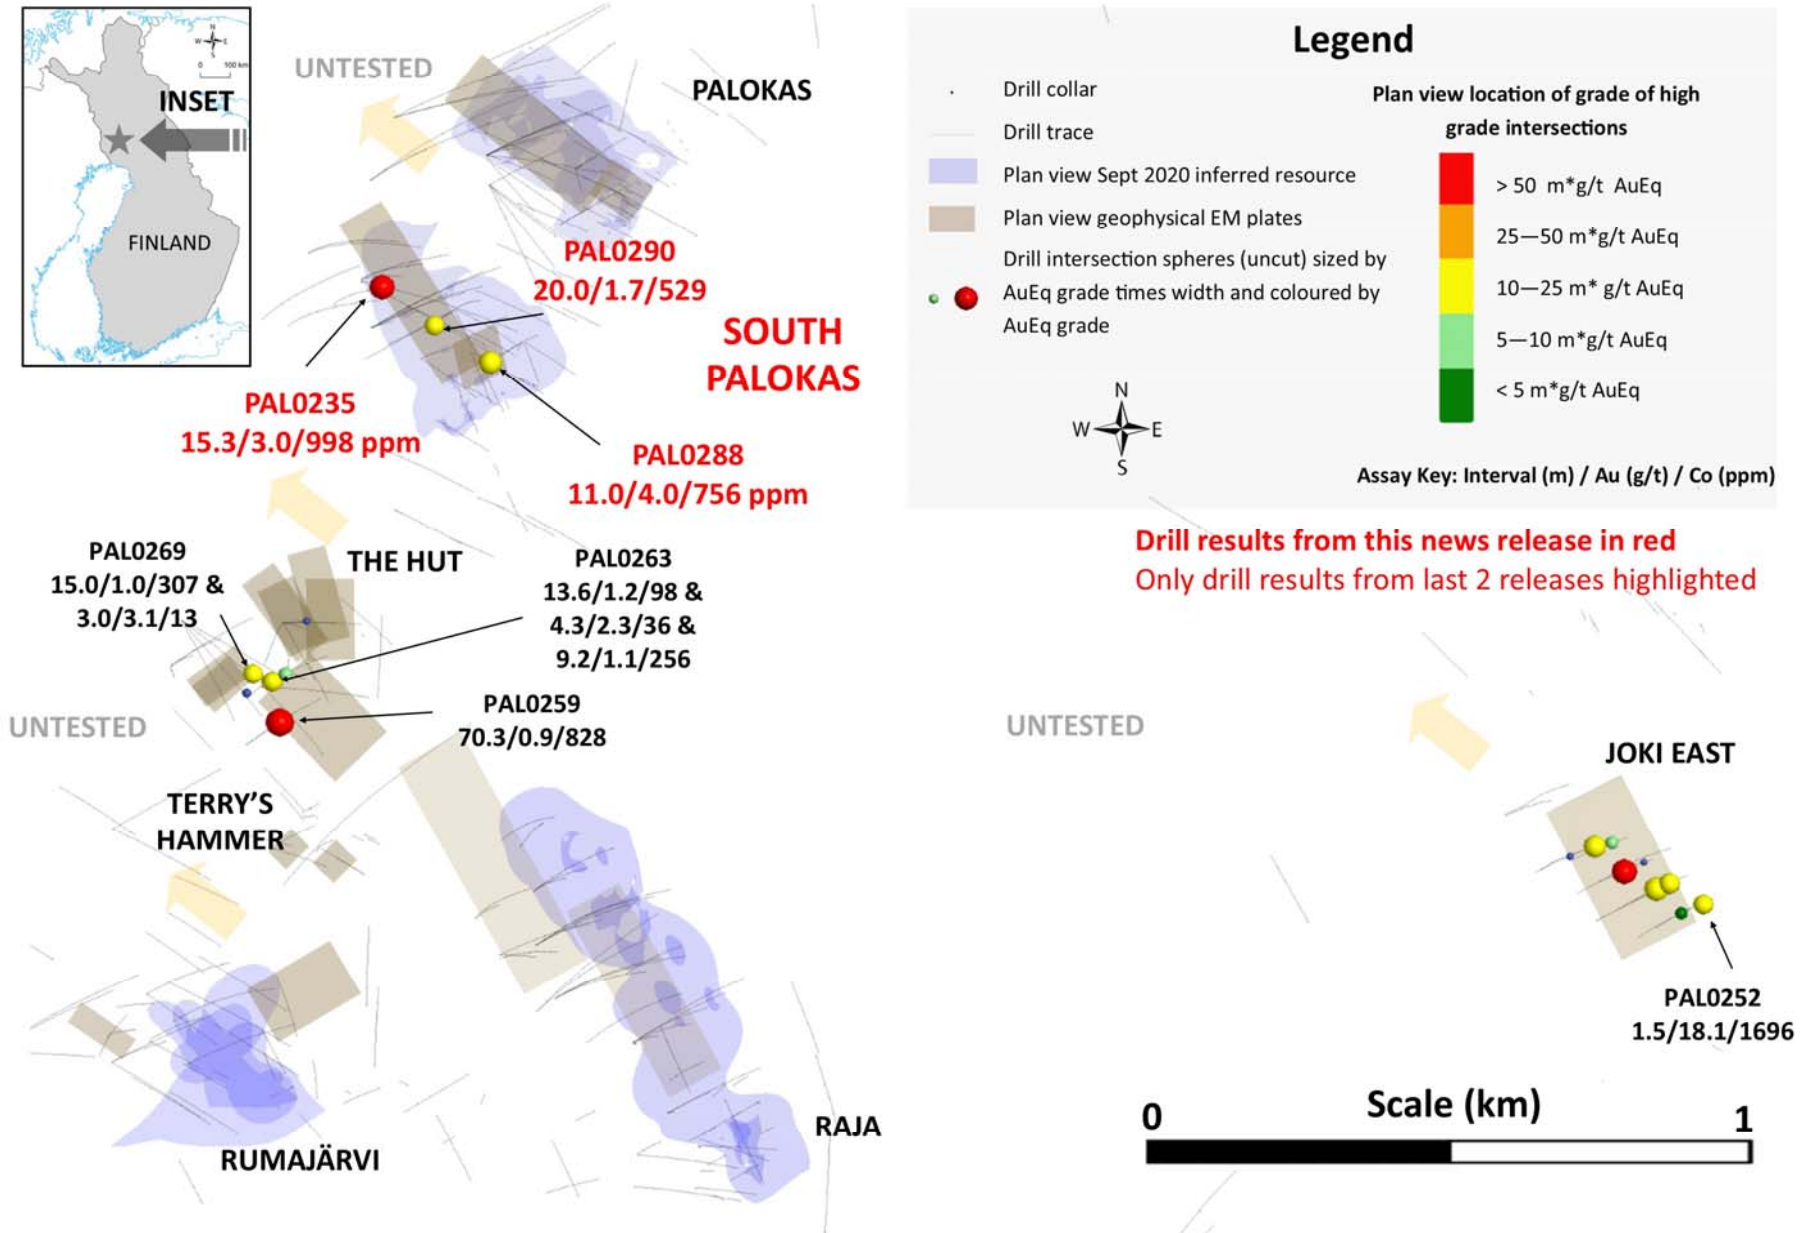 N
W E
S
0 100 km
INSET
FINLAND
UNTESTED
PALOKAS
PAL0290
20.0/1.7/529
SOUTH
PALOKAS
PAL0235
15.3/3.0/998 ppm
PAL0288
11.0/4.0/756 ppm
PAL0269
15.0/1.0/307 &
3.0/3.1/13
THE HUT
PAL0263
13.6/1.2/98 &
4.3/2.3/36 &
9.2/1.1/256
PAL0259
70.3/0.9/828
UNTESTED
TERRY'S
HAMMER
RUMAJÄRVI
RAJA
Legend
Drill collar
Drill trace
Plan view Sept 2020 inferred resource
Plan view geophysical EM plates
Drill intersection spheres (uncut) sized by
AuEq grade times width and coloured by
AuEq grade
Plan view location of grade of high
grade intersections
> 50 m*g/t AuEq
25—50 m*g/t AuEq
10—25 m* g/t AuEq
5—10 m*g/t AuEq
< 5 m*g/t AuEq
N
W E
S
Assay Key: Interval (m) / Au (g/t) / Co (ppm)
Drill results from this news release in red
Only drill results from last 2 releases highlighted
UNTESTED
JOKI EAST
PAL0252
1.5/18.1/1696
0 Scale (km) 1